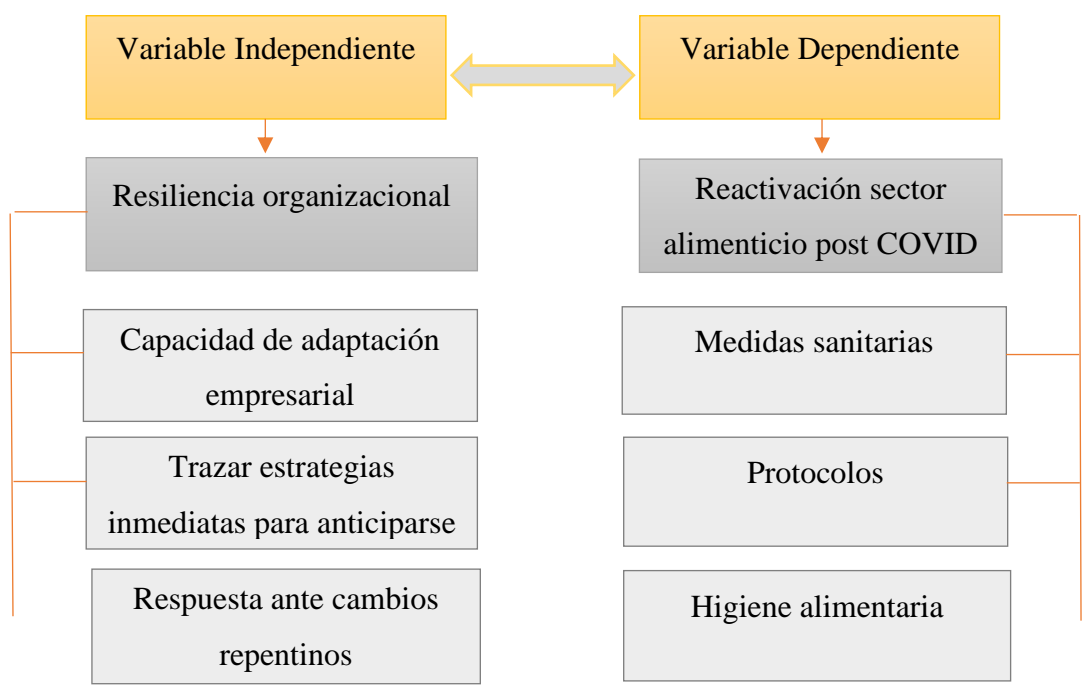 Variable Independiente
Variable Dependiente
Resiliencia organizacional
Reactivación sector
alimenticio post COVID
Capacidad de adaptación
empresarial
Medidas sanitarias
Trazar estrategias
inmediatas para anticiparse
Protocolos
Respuesta ante cambios
repentinos
Higiene alimentaria